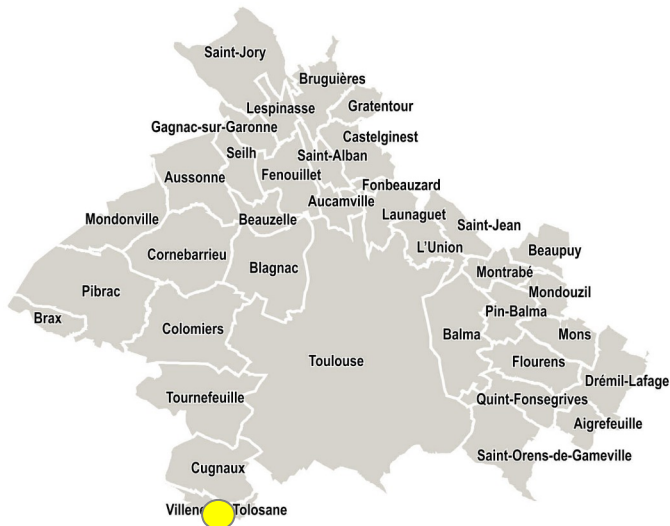 Saint-Jory
Bruguières
Lespinasse
Gratentour
Gagnac-sur-Garonne
Castelginest
Seilh
Saint-Alban
Aussonne
Fenouillet
Fonbeauzard
Aucamville
Launaguet
Mondonville
Beauzelle
Saint-Jean
L'Union
Beaupuy
Cornebarrieu
Blagnac
Montrabé
Pibrac
Mondouzil
Pin-Balma
Brax
Colomiers
Balma
Mons
Toulouse
Flourens
Drémil-Lafage
Tournefeuille
Quint-Fonsegrives
Aigrefeuille
Saint-Orens-de-Gameville
Cugnaux
Tolosane